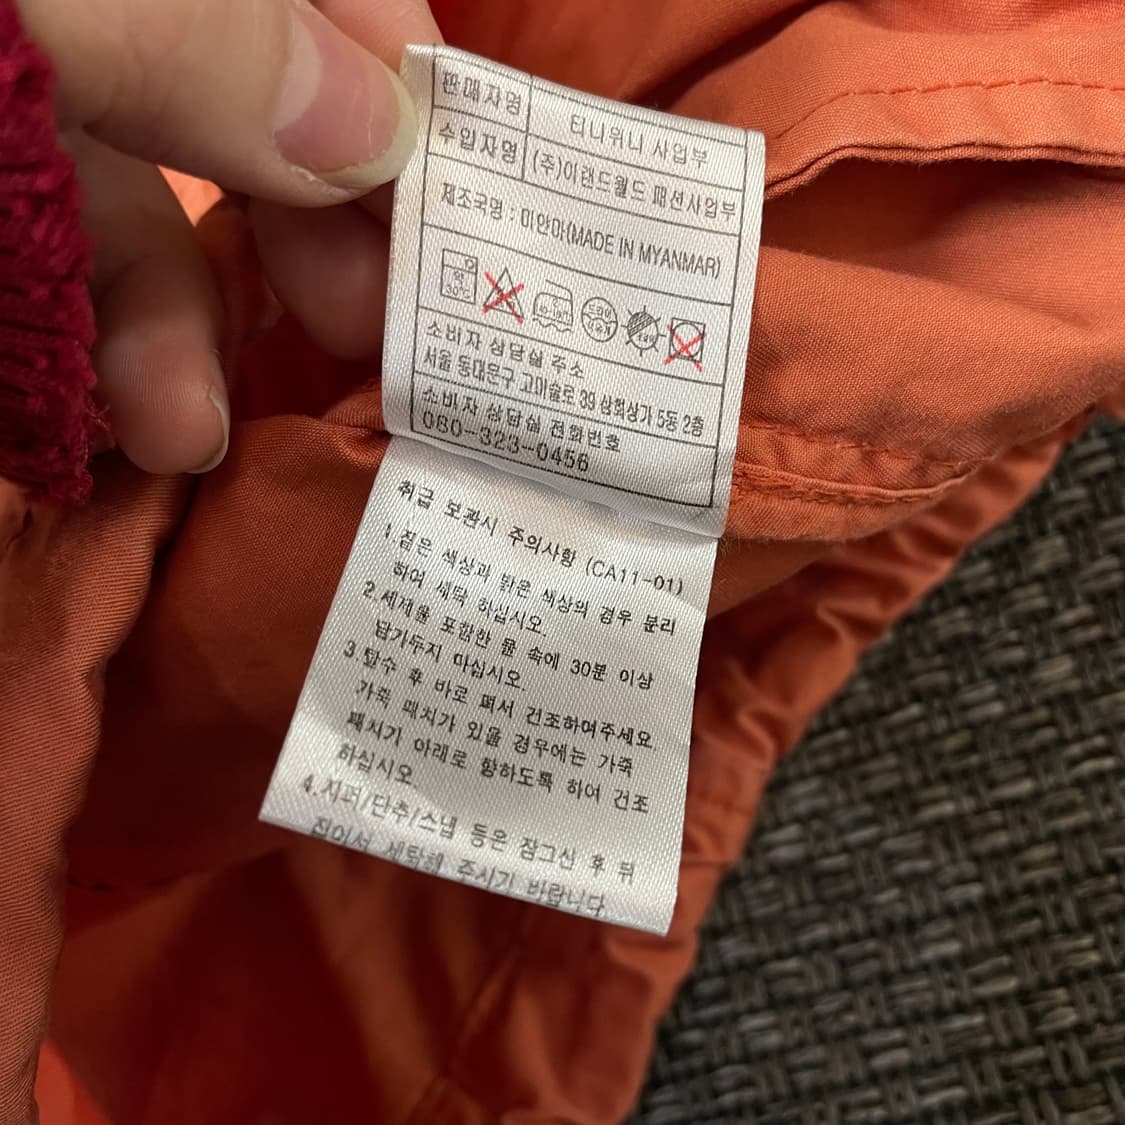 판매자명 티니위니 사업부
수입자명 (주)이랜드월드 패션사업부
제조국명 : 미얀마(MADE IN MYANMAR)
약 30℃
드라이
소비자 상담실 주소
서울 동대문구 고미술로 39 삼희상가 5동 2층
소비자 상담실 전화번호
080-323-0456
취급 보관시 주의사항 (CA11-01)
1.짙은 색상과 밝은 색상의 경우 분리
하여 세탁 하십시오.
2.세제를 포함한 물 속에 30분 이상
담가두지 마십시오.
3.탈수 후 바로 펴서 건조하여주세요
가죽 패치가 있을 경우에는 가죽
패치가 아래로 향하도록 하여 건조
하십시오
4.지퍼/단추/스냅 등은 잠그신 후 뒤
집어서 세탁해 주시기 바랍니다